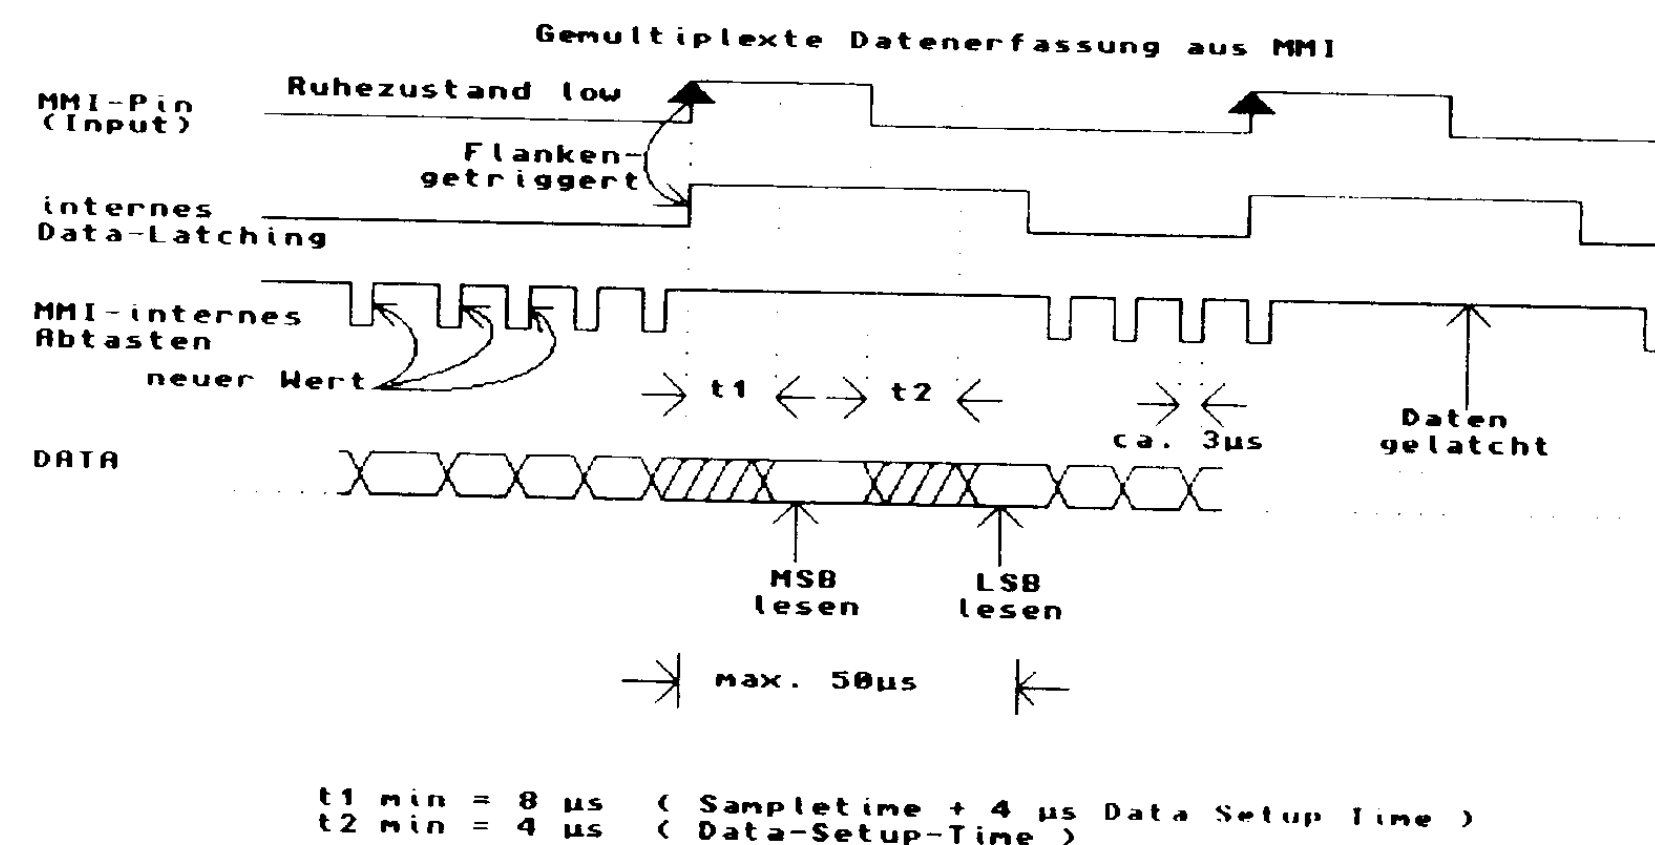 Gemultiplexte Datenerfassung aus MMI
MMI-Pin
(Input)
Ruhezustand low
Flanken-
getriggert
internes
Data-Latching
MMI-internes
Abtasten
neuer Wert
t1
t2
ca. 3µs
Daten
gelatcht
DATA
MSB
lesen
LSB
lesen
max. 50µs
t1 min = 8 µs ( Sampletime + 4 µs Data Setup Time )
t2 min = 4 µs ( Data-Setup-Time )